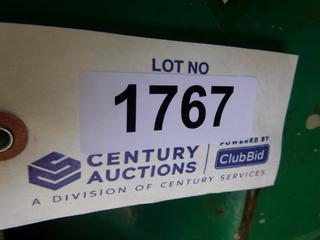 LOT NO
1767
CENTURY
AUCTIONS
POWERED BY
ClubBid
A DIVISION OF CENTURY SERVICES